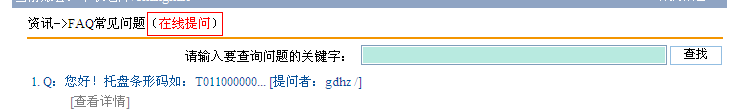 资讯->FAQ常见问题（在线提问）
请输入要查询问题的关键字： 查找
1. Q：您好！托盘条形码如：T011000000... [提问者：gdhz /]
[查看详情]